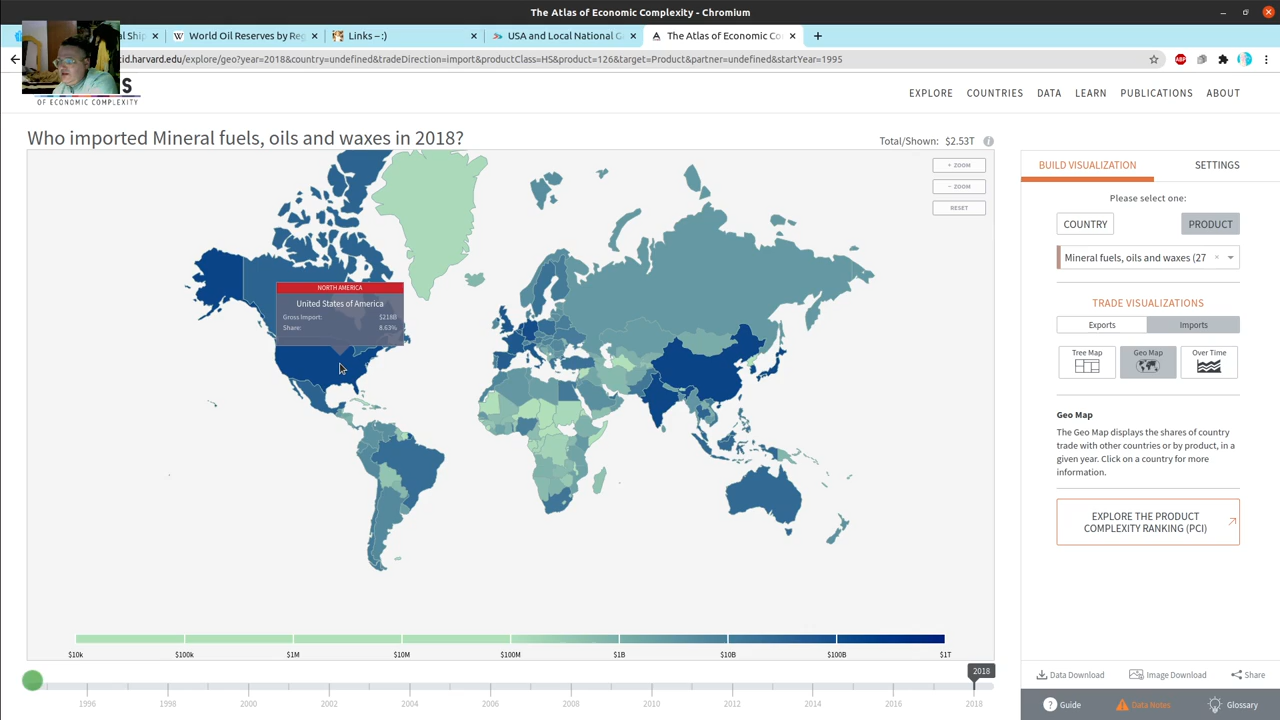 The Atlas of Economic Complexity - Chromium
al Ship
World Oil Reserves by Reg
Links – :)
USA and Local National G
The Atlas of Economic Co
cid.harvard.edu/explore/geo?year=2018&country=undefined&tradeDirection=import&productClass=HS&product=126&target=Product&partner=undefined&startYear=1995
ABP
S
OF ECONOMIC COMPLEXITY
EXPLORE COUNTRIES DATA LEARN PUBLICATIONS ABOUT
Who imported Mineral fuels, oils and waxes in 2018?
Total/Shown: $2.53T
+ ZOOM
− ZOOM
RESET
NORTH AMERICA
United States of America
Gross Import: $218B
Share: 8.63%
$10k $100k $1M $10M $100M $1B $10B $100B $1T
2018
1996 1998 2000 2002 2004 2006 2008 2010 2012 2014 2016 2018
BUILD VISUALIZATION SETTINGS
Please select one:
COUNTRY PRODUCT
Mineral fuels, oils and waxes (27 ×
TRADE VISUALIZATIONS
Exports Imports
Tree Map Geo Map Over Time
Geo Map
The Geo Map displays the shares of country
trade with other countries or by product, in a
given year. Click on a country for more
information.
EXPLORE THE PRODUCT
COMPLEXITY RANKING (PCI)
Data Download Image Download Share
? Guide Data Notes Glossary